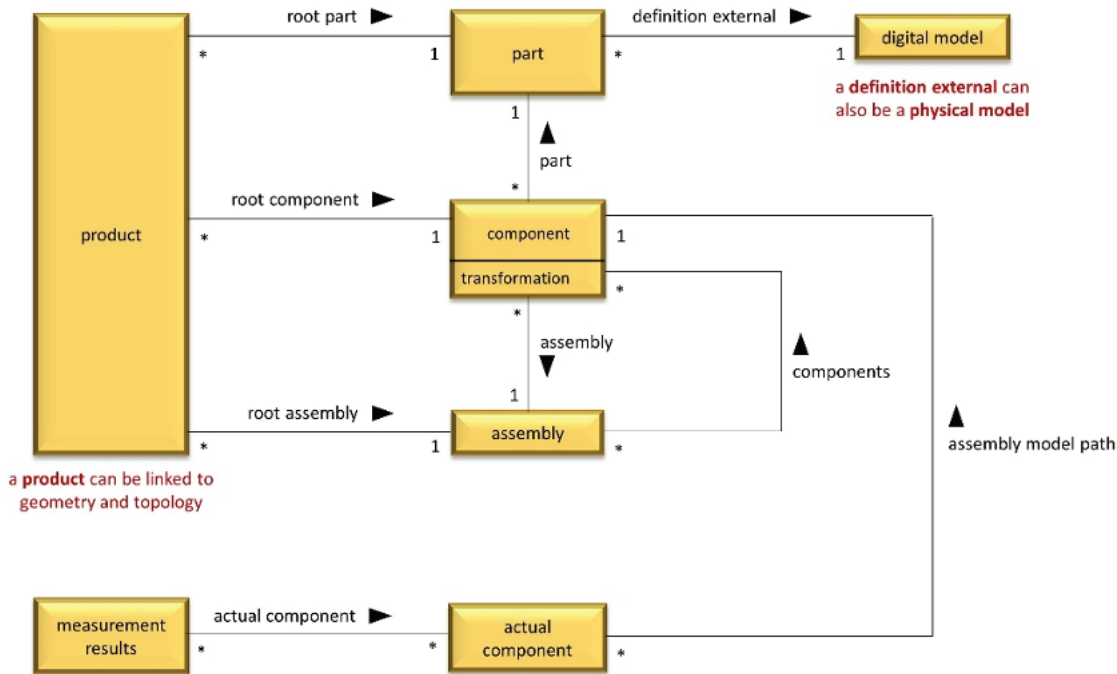 root part
definition external
part
digital model
*
1
*
1
a definition external can
also be a physical model
1
part
*
root component
product
component
*
1
1
transformation
*
*
assembly
components
1
root assembly
assembly
*
1
*
assembly model path
a product can be linked to
geometry and topology
actual component
measurement
results
actual
component
*
*
*